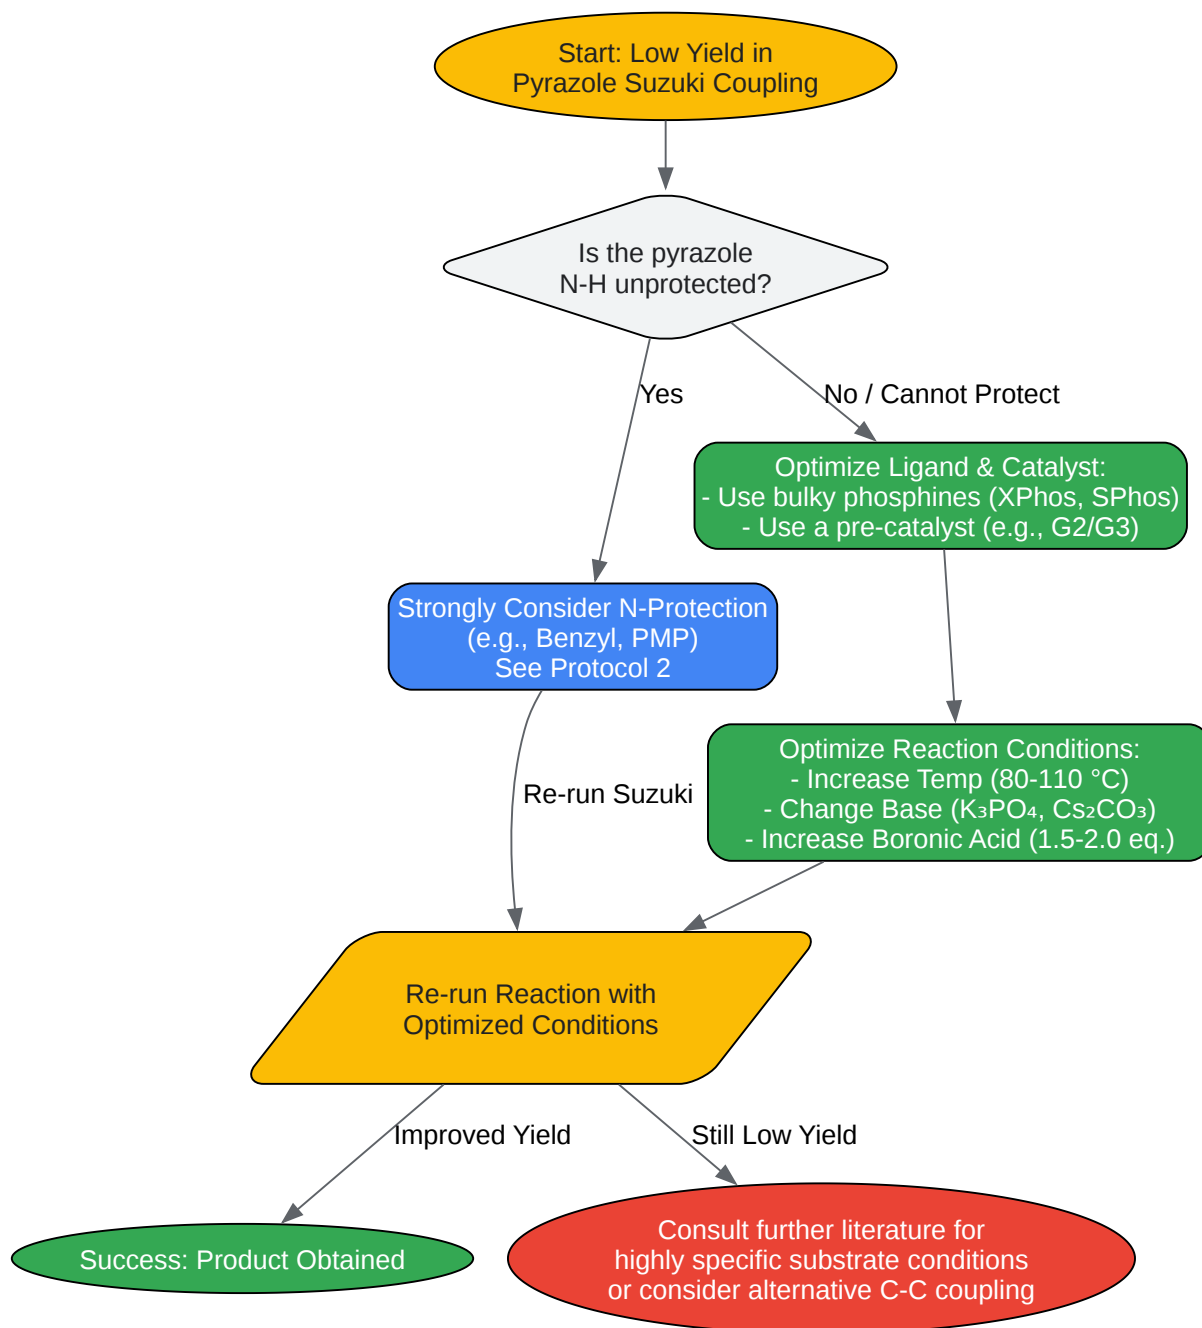 Start: Low Yield in
Pyrazole Suzuki Coupling
Is the pyrazole
N-H unprotected?
Yes
No / Cannot Protect
Optimize Ligand & Catalyst:
- Use bulky phosphines (XPhos, SPhos)
- Use a pre-catalyst (e.g., G2/G3)
Strongly Consider N-Protection
(e.g., Benzyl, PMP)
See Protocol 2
Optimize Reaction Conditions:
- Increase Temp (80-110 °C)
- Change Base (K₃PO₄, Cs₂CO₃)
- Increase Boronic Acid (1.5-2.0 eq.)
Re-run Suzuki
Re-run Reaction with
Optimized Conditions
Improved Yield
Still Low Yield
Success: Product Obtained
Consult further literature for
highly specific substrate conditions
or consider alternative C-C coupling